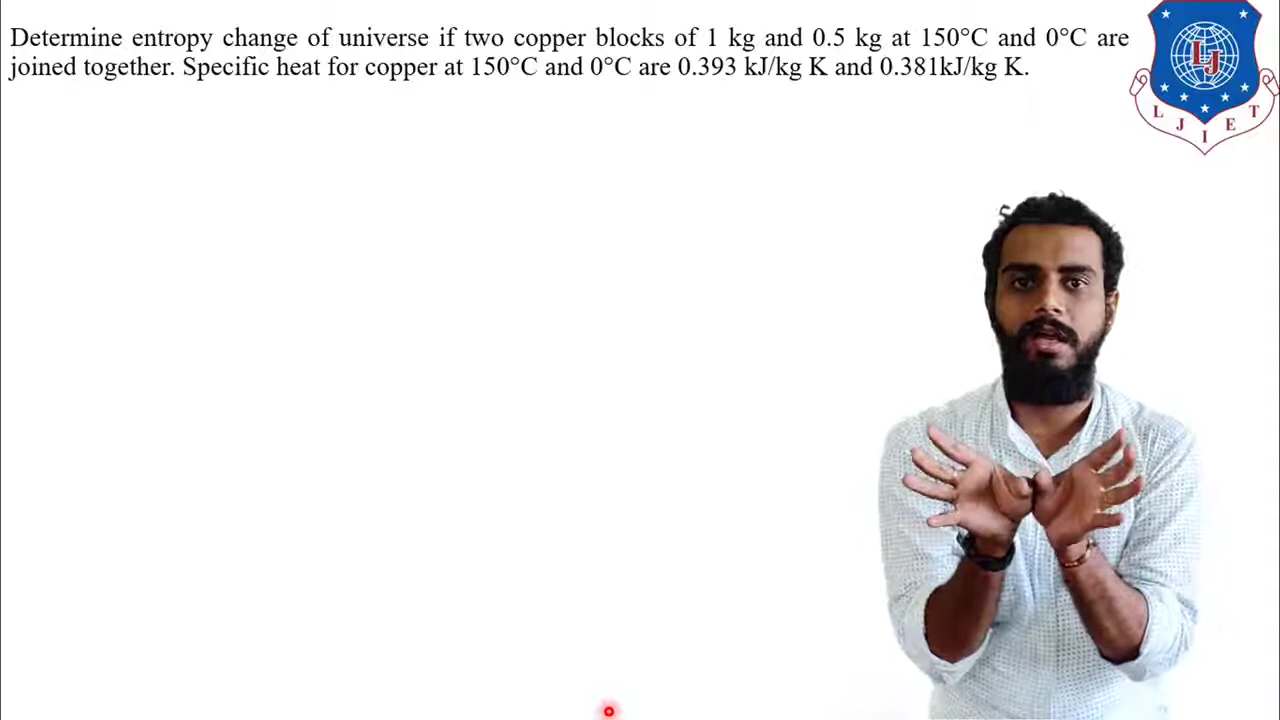 Determine entropy change of universe if two copper blocks of 1 kg and 0.5 kg at 150°C and 0°C are
joined together. Specific heat for copper at 150°C and 0°C are 0.393 kJ/kg K and 0.381kJ/kg K.
LJ
L J I E T